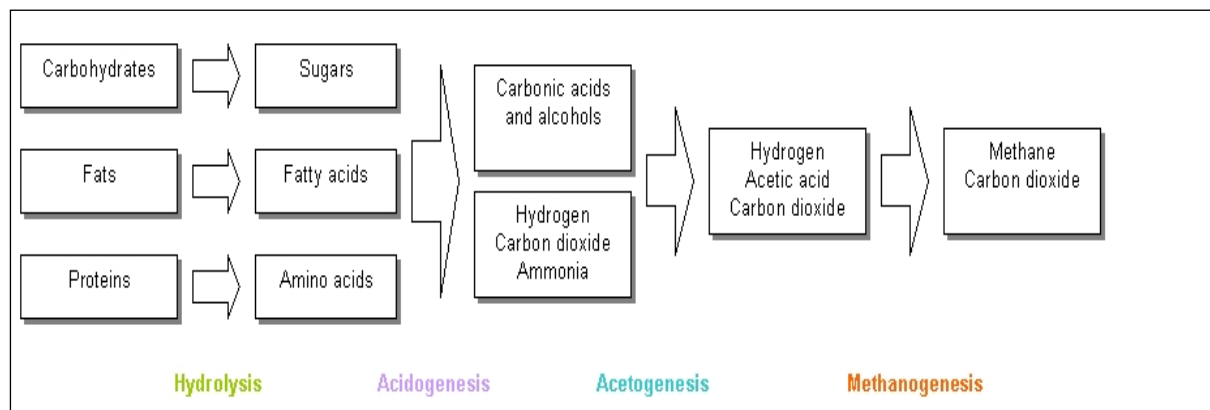 Carbohydrates
Sugars
Fats
Fatty acids
Proteins
Amino acids
Carbonic acids
and alcohols
Hydrogen
Carbon dioxide
Ammonia
Hydrogen
Acetic acid
Carbon dioxide
Methane
Carbon dioxide
Hydrolysis
Acidogenesis
Acetogenesis
Methanogenesis